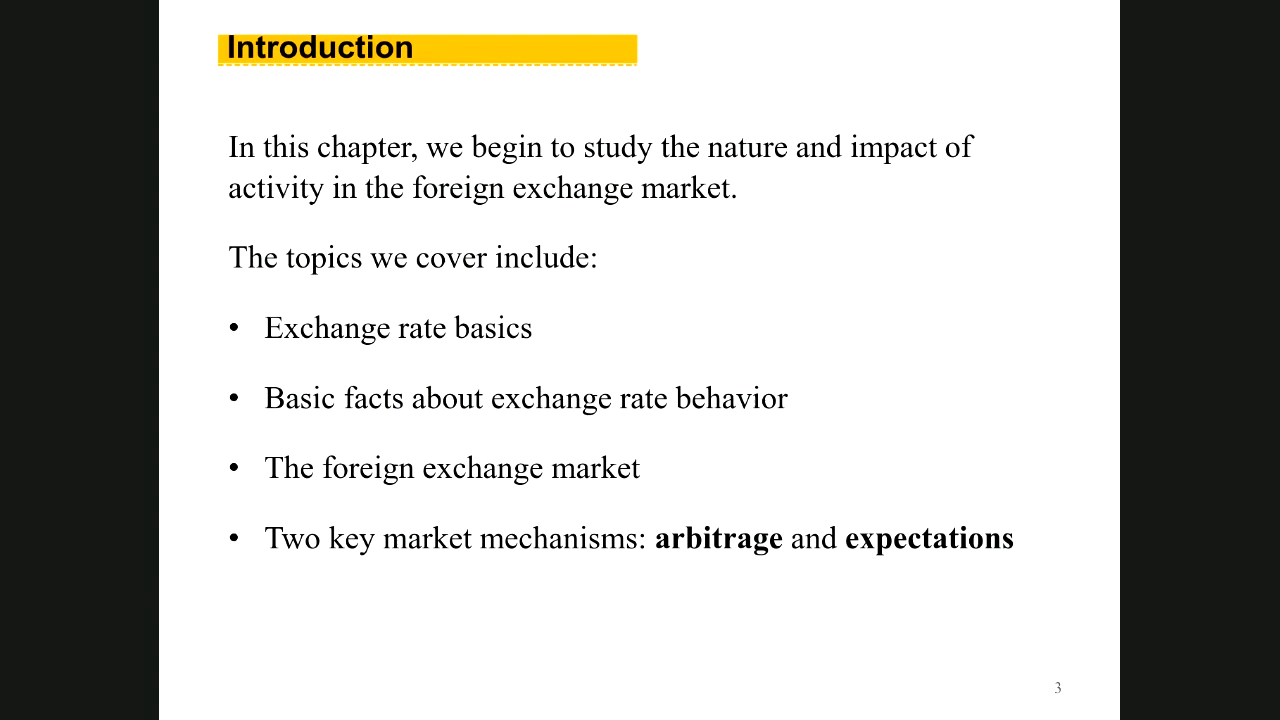 Introduction
In this chapter, we begin to study the nature and impact of
activity in the foreign exchange market.
The topics we cover include:
• Exchange rate basics
• Basic facts about exchange rate behavior
• The foreign exchange market
• Two key market mechanisms: arbitrage and expectations
3